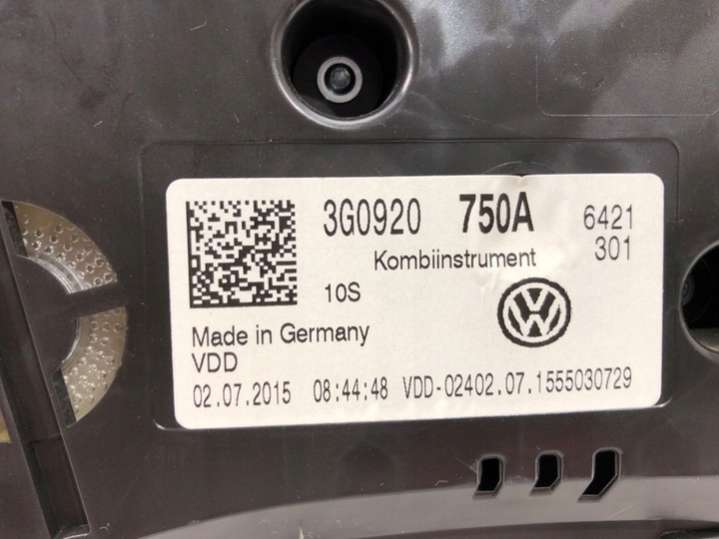 3G0920 750A 6421
Kombiinstrument 301
10S
Made in Germany
VDD
02.07.2015 08:44:48 VDD-02402.07.1555030729